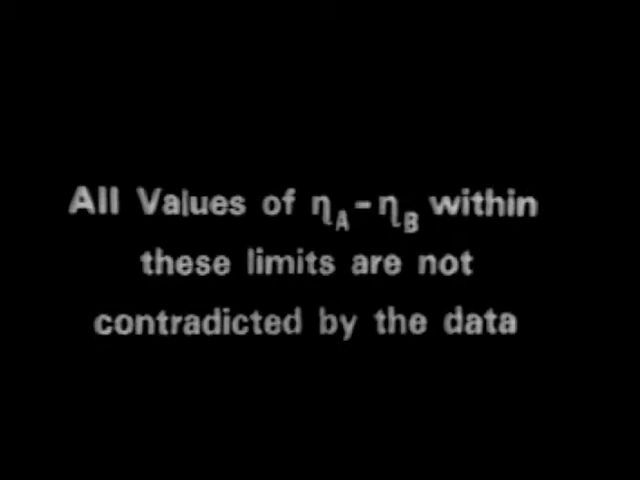 All Values of η_A - η_B within
these limits are not
contradicted by the data